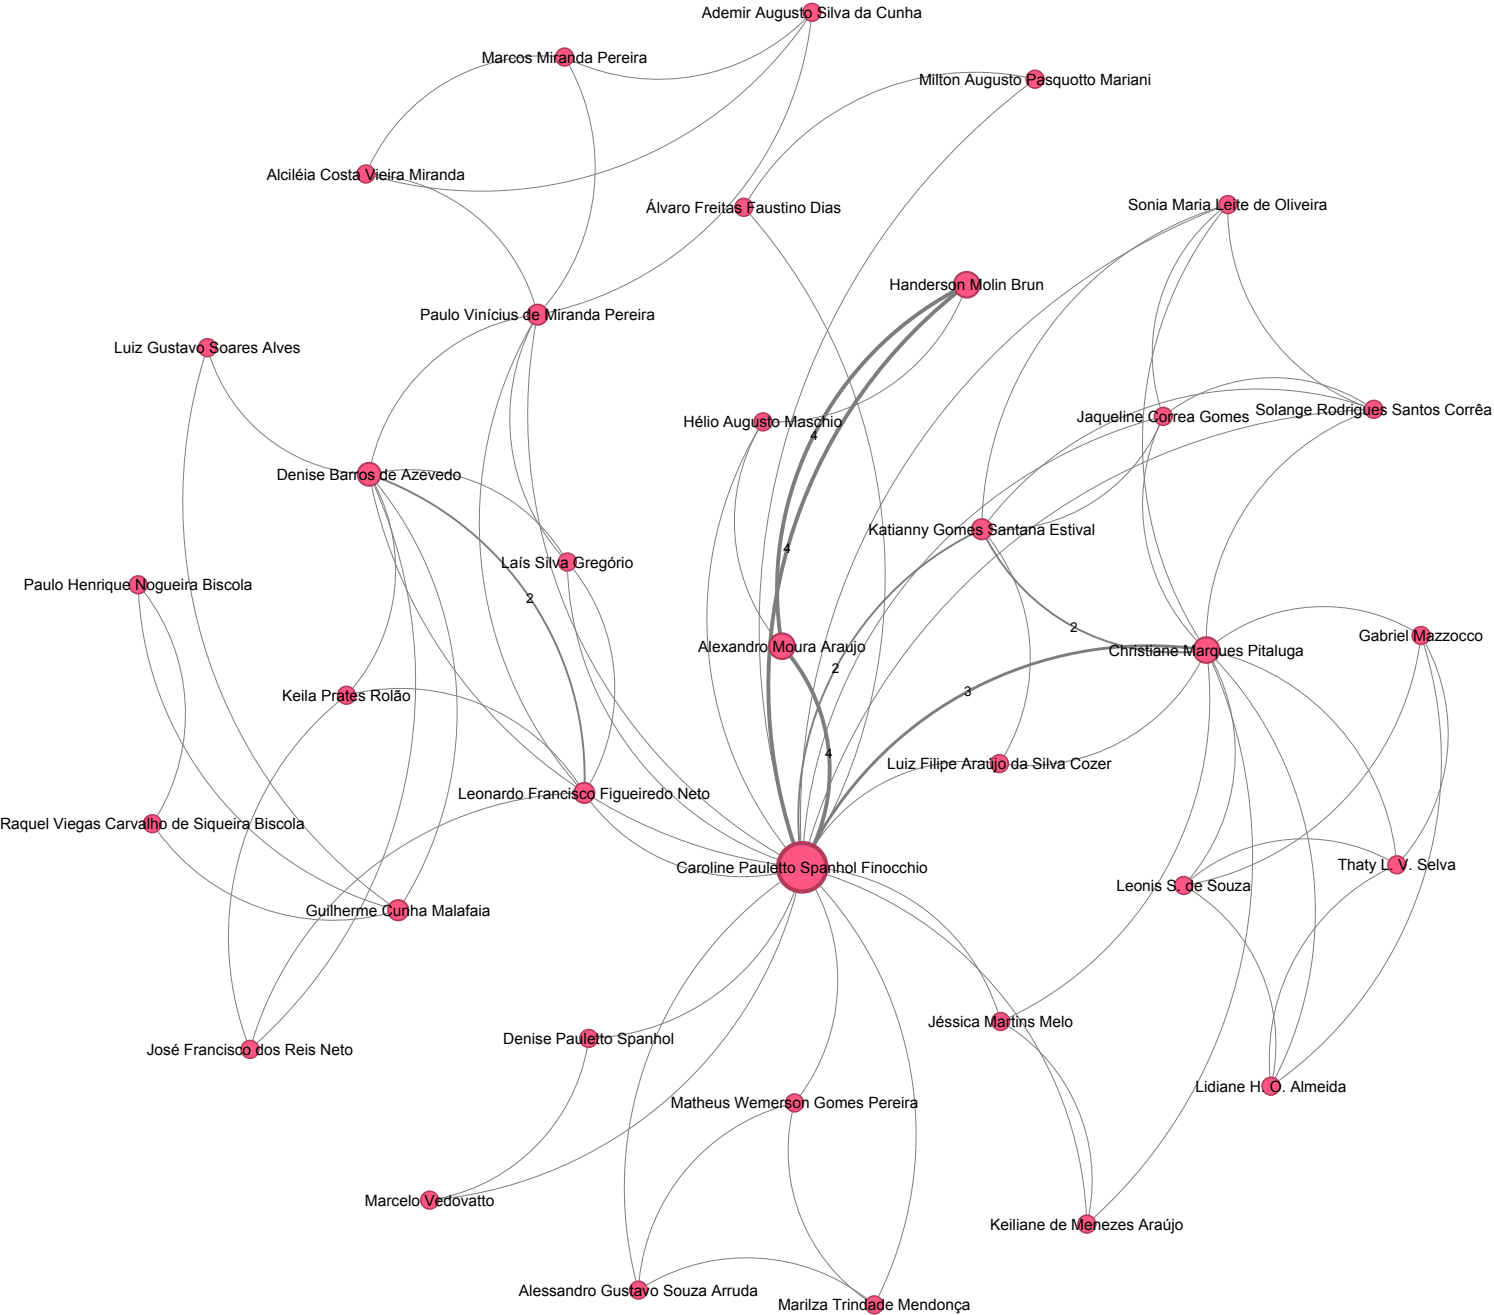 Ademir Augusto Silva da Cunha
Marcos Miranda Pereira
Milton Augusto Pasquotto Mariani
Alciléia Costa Vieira Miranda
Álvaro Freitas Faustino Dias
Sonia Maria Leite de Oliveira
Handerson Molin Brun
Paulo Vinícius de Miranda Pereira
Luiz Gustavo Soares Alves
Hélio Augusto Maschio
Jaqueline Correa Gomes
Solange Rodrigues Santos Corrêa
4
Denise Barros de Azevedo
Katianny Gomes Santana Estival
4
Laís Silva Gregório
Paulo Henrique Nogueira Biscola
2
2
Gabriel Mazzocco
Alexandro Moura Araujo
Christiane Marques Pitaluga
2
3
Keila Prates Rolão
4
Luiz Filipe Araújo da Silva Cozer
Leonardo Francisco Figueiredo Neto
Raquel Viegas Carvalho de Siqueira Biscola
Caroline Pauletto Spanhol Finocchio
Thaty L. V. Selva
Leonis S. de Souza
Guilherme Cunha Malafaia
Jéssica Martins Melo
Denise Pauletto Spanhol
José Francisco dos Reis Neto
Lidiane H. O. Almeida
Matheus Wemerson Gomes Pereira
Marcelo Vedovatto
Keiliane de Menezes Araújo
Alessandro Gustavo Souza Arruda
Marilza Trindade Mendonça